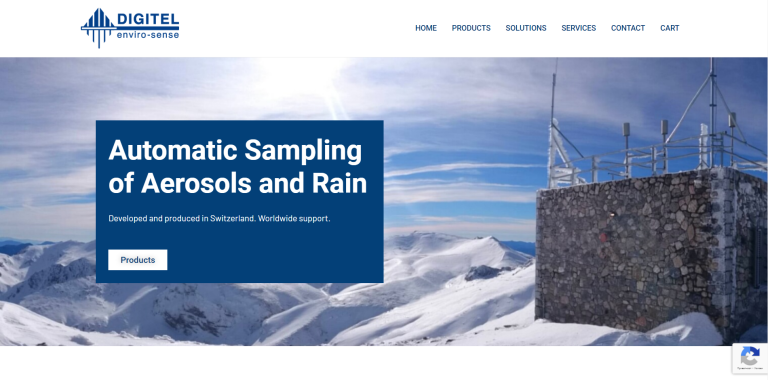 DIGITEL
enviro-sense
HOME PRODUCTS SOLUTIONS SERVICES CONTACT CART
Automatic Sampling
of Aerosols and Rain
Developed and produced in Switzerland. Worldwide support.
Products